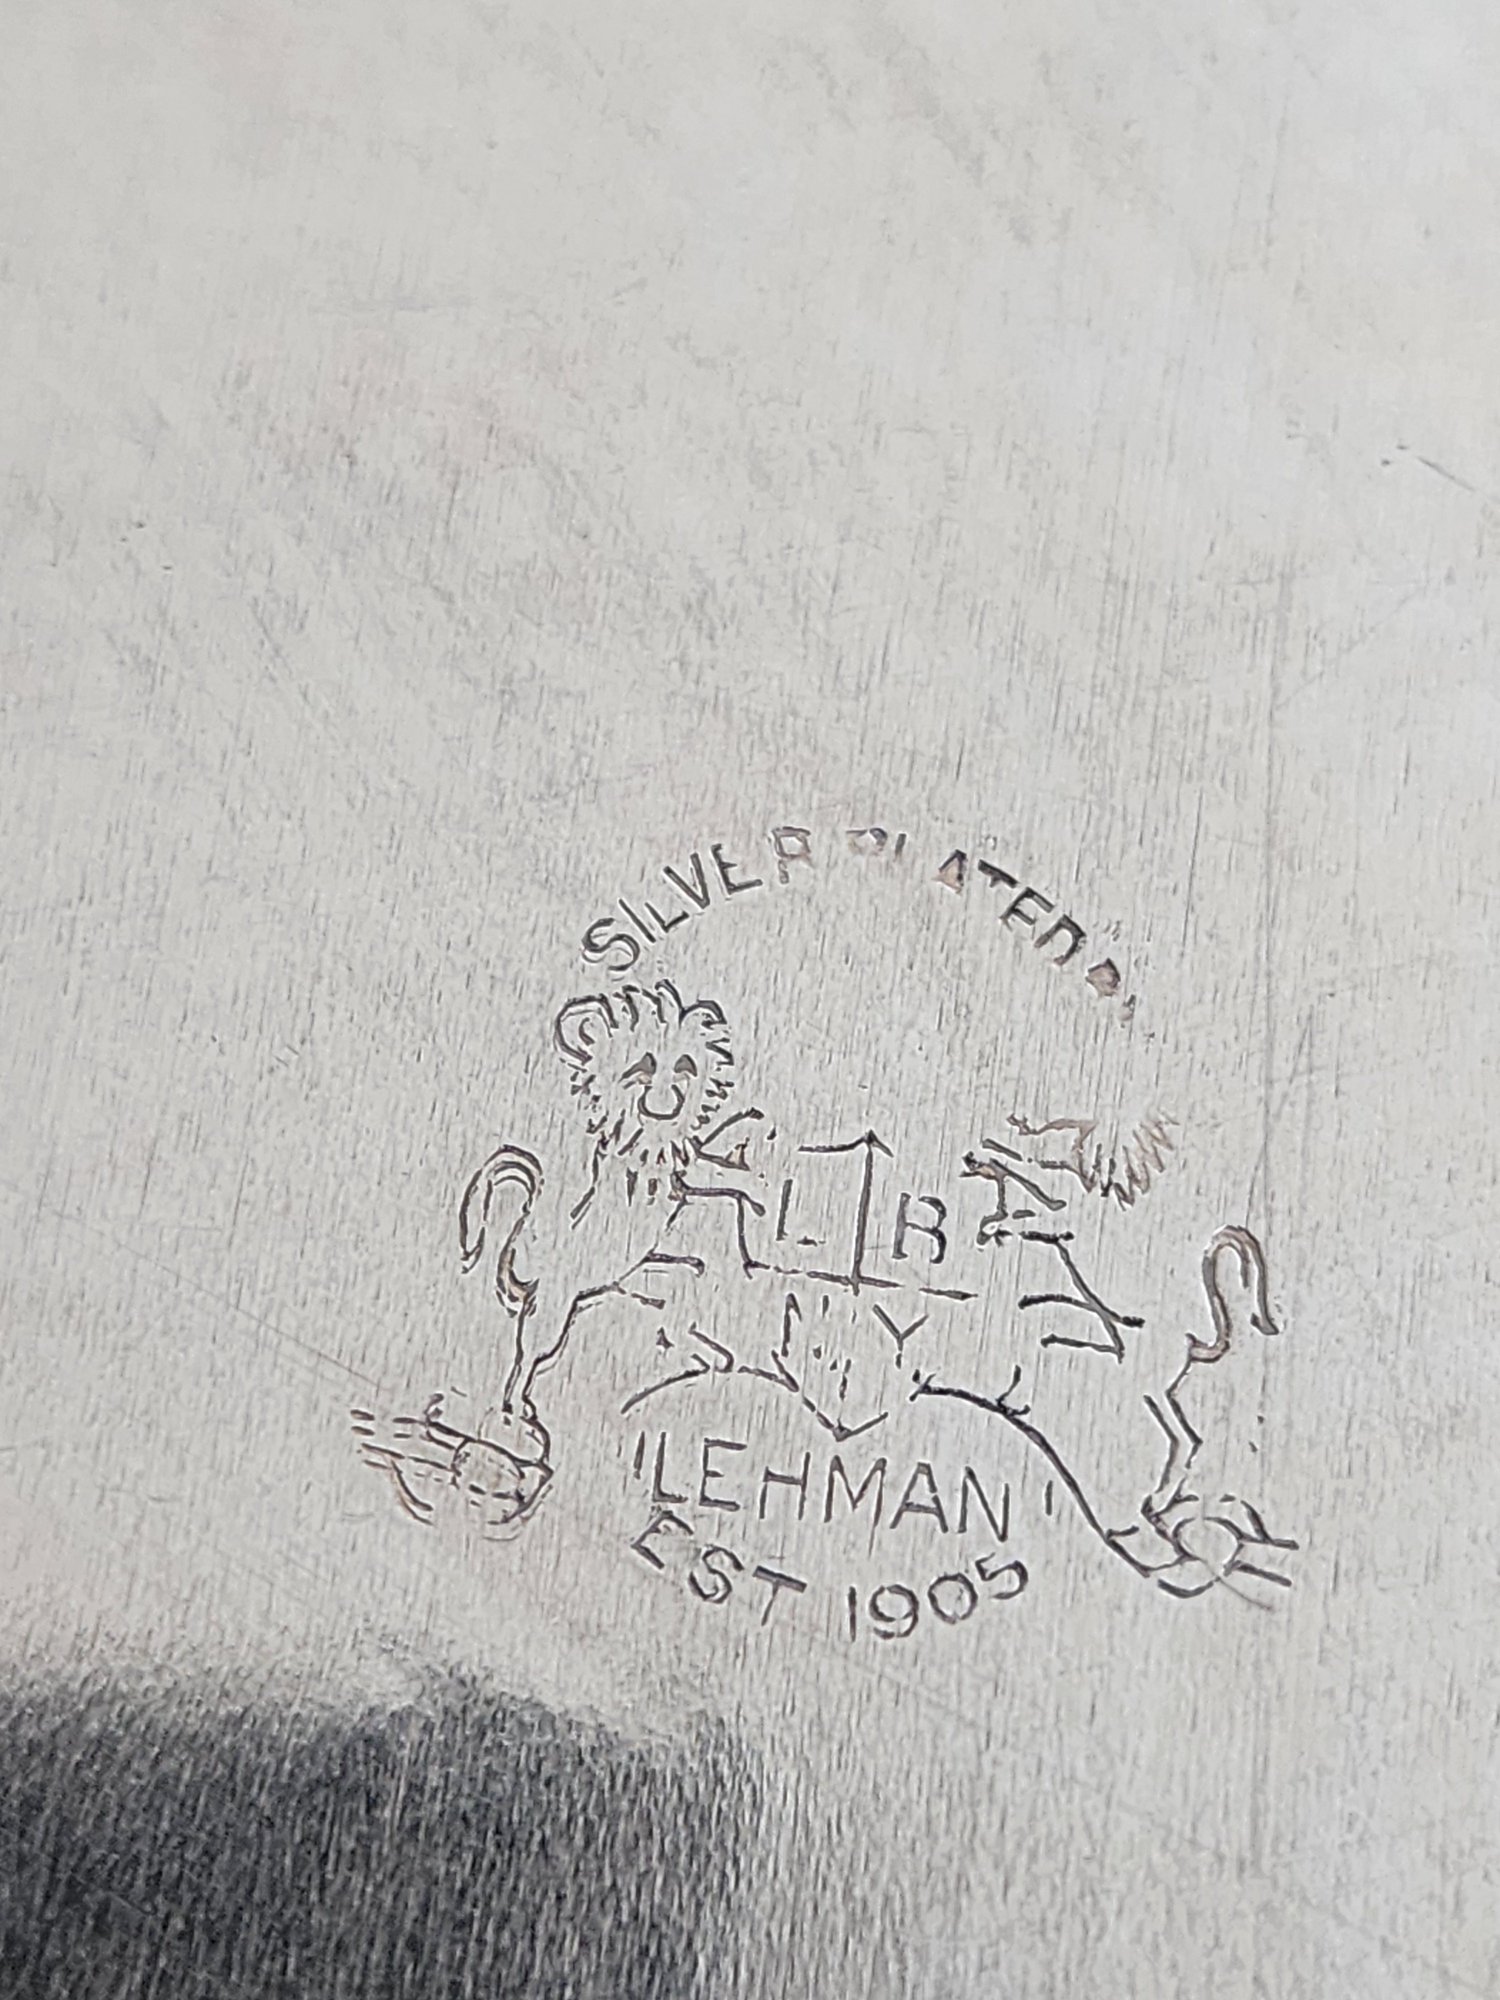 SILVER PLATED
L B
N Y
"LEHMAN"
EST 1905